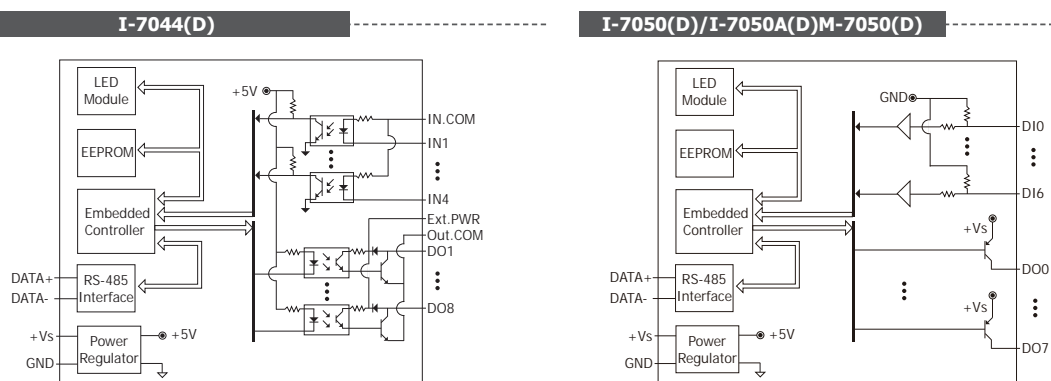 I-7044(D)
LED
Module
EEPROM
Embedded
Controller
RS-485
Interface
Power
Regulator
DATA+
DATA-
+Vs
GND
+5V
+5V
IN.COM
IN1
IN4
Ext.PWR
Out.COM
DO1
DO8
I-7050(D)/I-7050A(D)M-7050(D)
LED
Module
EEPROM
Embedded
Controller
RS-485
Interface
Power
Regulator
DATA+
DATA-
+Vs
GND
+5V
GND
DI0
DI6
+Vs
DO0
+Vs
DO7